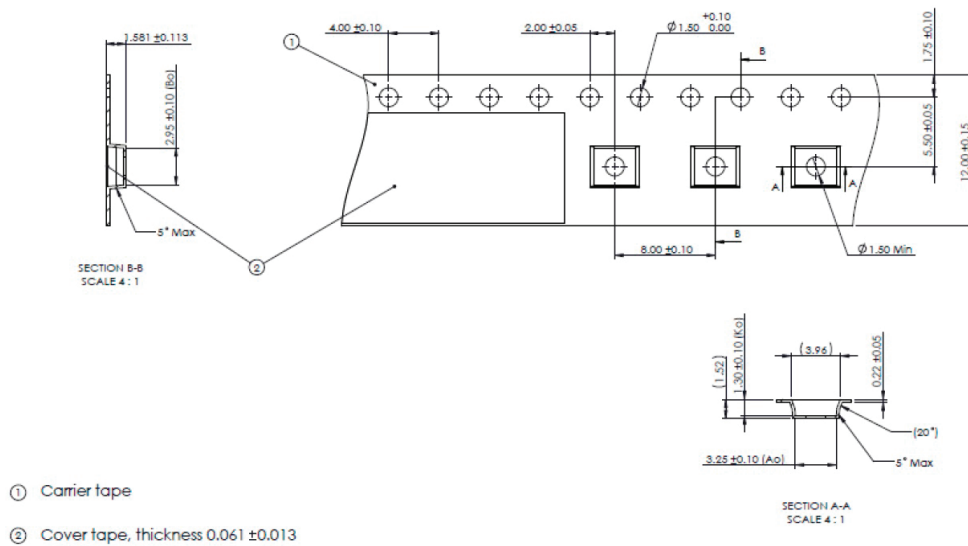 1.581 ±0.113
2.95 ±0.10 (Bo)
5° Max
SECTION B-B
SCALE 4 : 1
1
4.00 ±0.10
2.00 ±0.05
+0.10
Ø 1.50 0.00
B
1.75 ±0.10
5.50 ±0.05
12.00 ±0.15
A
A
B
8.00 ±0.10
Ø 1.50 Min
2
(1.52)
1.30 ±0.10 (Ko)
(3.96)
0.22 ±0.05
(20°)
3.25 ±0.10 (Ao)
5° Max
SECTION A-A
SCALE 4 : 1
① Carrier tape
② Cover tape, thickness 0.061 ±0.013